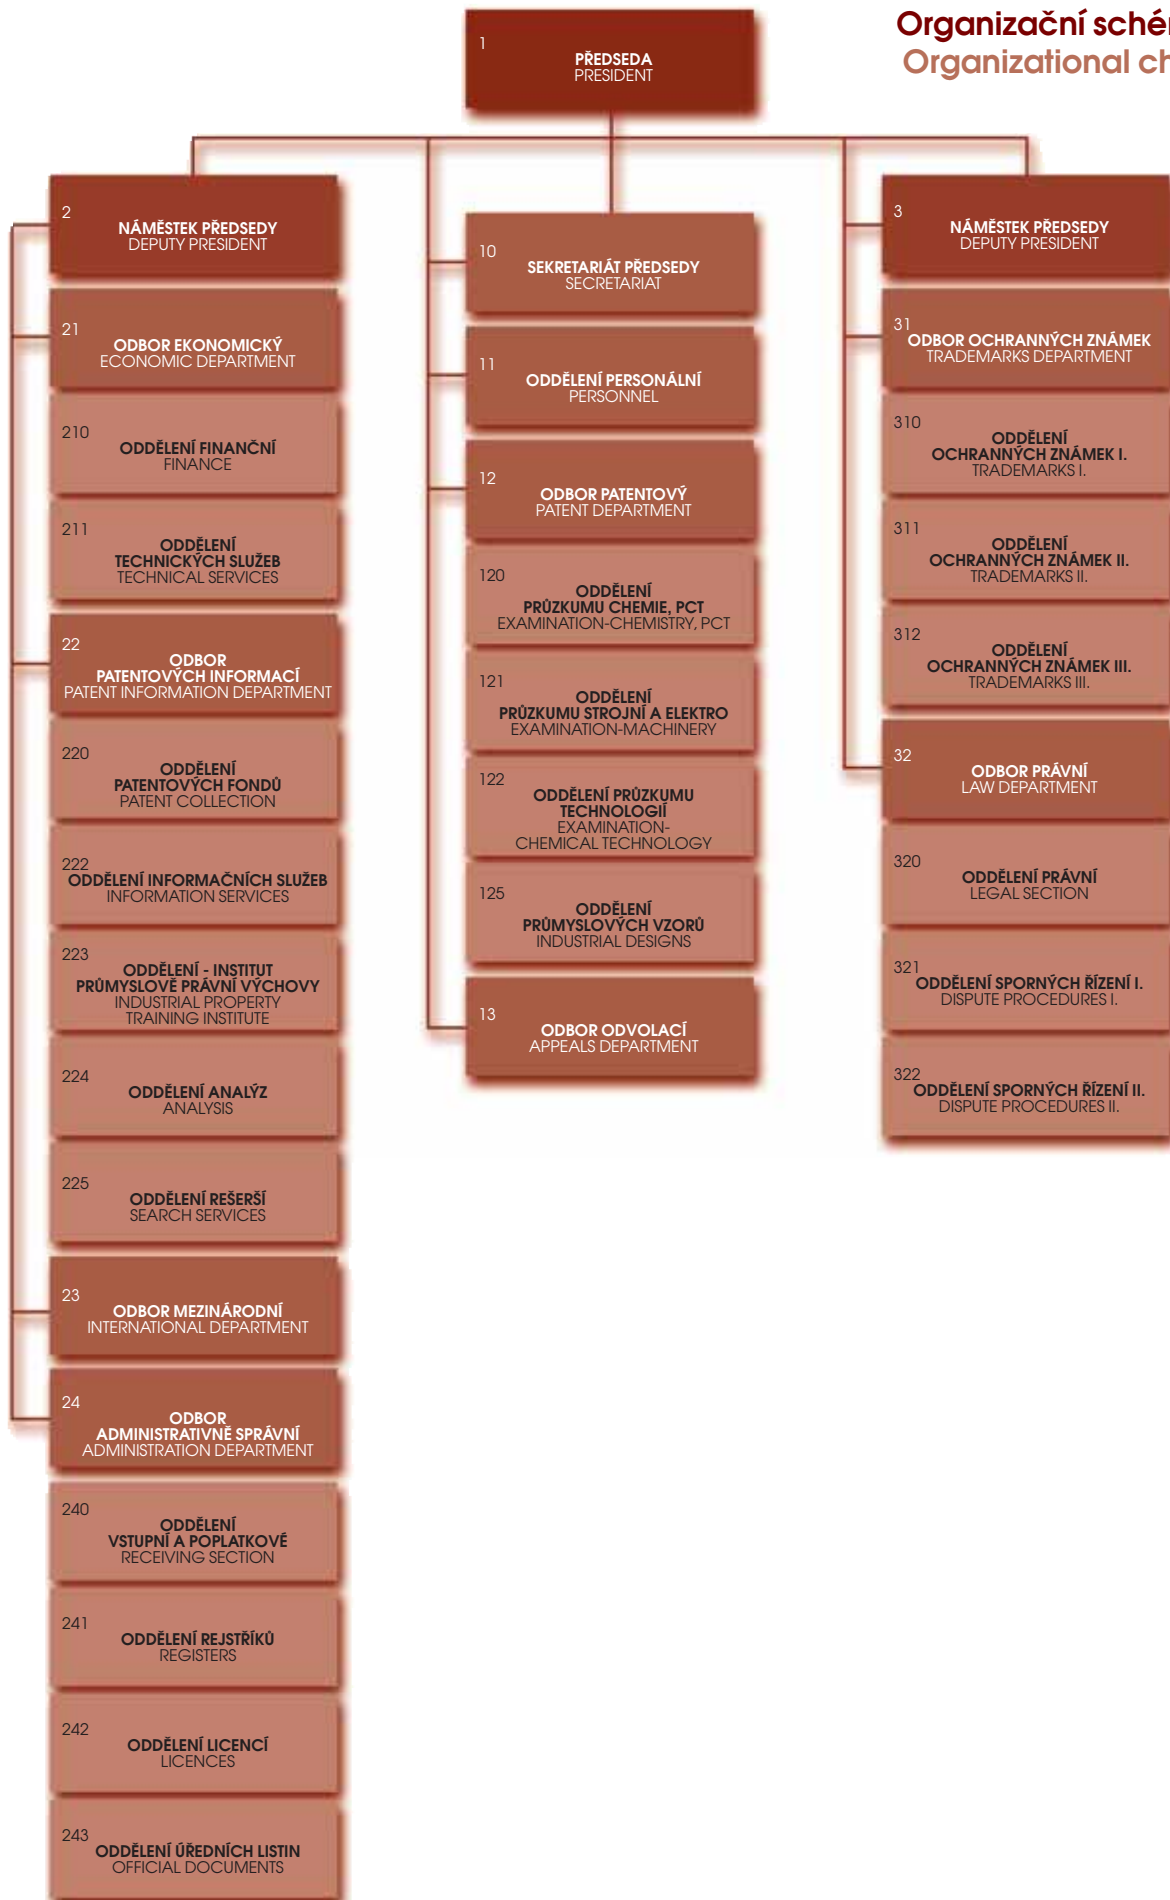 Organizační
Organizational
1
PŘEDSEDA
PRESIDENT
2
NÁMĚSTEK PŘEDSEDY
DEPUTY PRESIDENT
21
ODBOR EKONOMICKÝ
ECONOMIC DEPARTMENT
210
ODDĚLENÍ FINANČNÍ
FINANCE
211
ODDĚLENÍ
TECHNICKÝCH SLUŽEB
TECHNICAL SERVICES
22
ODBOR
PATENTOVÝCH INFORMACÍ
PATENT INFORMATION DEPARTMENT
220
ODDĚLENÍ
PATENTOVÝCH FONDŮ
PATENT COLLECTION
222
ODDĚLENÍ INFORMAČNÍCH SLUŽEB
INFORMATION SERVICES
223
ODDĚLENÍ - INSTITUT
PRŮMYSLOVĚ PRÁVNÍ VÝCHOVY
INDUSTRIAL PROPERTY
TRAINING INSTITUTE
224
ODDĚLENÍ ANALÝZ
ANALYSIS
225
ODDĚLENÍ REŠERŠÍ
SEARCH SERVICES
23
ODBOR MEZINÁRODNÍ
INTERNATIONAL DEPARTMENT
24
ODBOR
ADMINISTRATIVNĚ SPRÁVNÍ
ADMINISTRATION DEPARTMENT
240
ODDĚLENÍ
VSTUPNÍ A POPLATKOVÉ
RECEIVING SECTION
241
ODDĚLENÍ REJSTŘÍKŮ
REGISTERS
242
ODDĚLENÍ LICENCÍ
LICENCES
243
ODDĚLENÍ ÚŘEDNÍCH LISTIN
OFFICIAL DOCUMENTS
10
SEKRETARIÁT PŘEDSEDY
SECRETARIAT
11
ODDĚLENÍ PERSONÁLNÍ
PERSONNEL
12
ODBOR PATENTOVÝ
PATENT DEPARTMENT
120
ODDĚLENÍ
PRŮZKUMU CHEMIE, PCT
EXAMINATION-CHEMISTRY, PCT
121
ODDĚLENÍ
PRŮZKUMU STROJNÍ A ELEKTRO
EXAMINATION-MACHINERY
122
ODDĚLENÍ PRŮZKUMU
TECHNOLOGIÍ
EXAMINATION-
CHEMICAL TECHNOLOGY
125
ODDĚLENÍ
PRŮMYSLOVÝCH VZORŮ
INDUSTRIAL DESIGNS
13
ODBOR ODVOLACÍ
APPEALS DEPARTMENT
3
NÁMĚSTEK PŘEDSEDY
DEPUTY PRESIDENT
31
ODBOR OCHRANNÝCH ZNÁMEK
TRADEMARKS DEPARTMENT
310
ODDĚLENÍ
OCHRANNÝCH ZNÁMEK I.
TRADEMARKS I.
311
ODDĚLENÍ
OCHRANNÝCH ZNÁMEK II.
TRADEMARKS II.
312
ODDĚLENÍ
OCHRANNÝCH ZNÁMEK III.
TRADEMARKS III.
32
ODBOR PRÁVNÍ
LAW DEPARTMENT
320
ODDĚLENÍ PRÁVNÍ
LEGAL SECTION
321
ODDĚLENÍ SPORNÝCH ŘÍZENÍ I.
DISPUTE PROCEDURES I.
322
ODDĚLENÍ SPORNÝCH ŘÍZENÍ II.
DISPUTE PROCEDURES II.